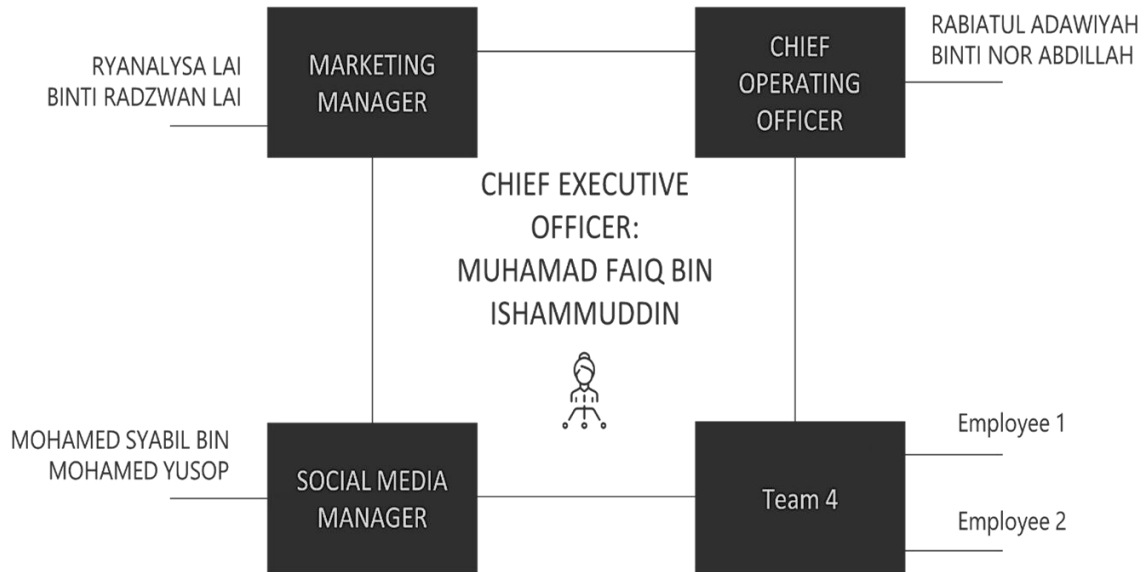 RYANALYSA LAI
BINTI RADZWAN LAI
MARKETING
MANAGER
CHIEF
OPERATING
OFFICER
RABIATUL ADAWIYAH
BINTI NOR ABDILLAH
CHIEF EXECUTIVE
OFFICER:
MUHAMAD FAIQ BIN
ISHAMMUDDIN
MOHAMED SYABIL BIN
MOHAMED YUSOP
SOCIAL MEDIA
MANAGER
Team 4
Employee 1
Employee 2